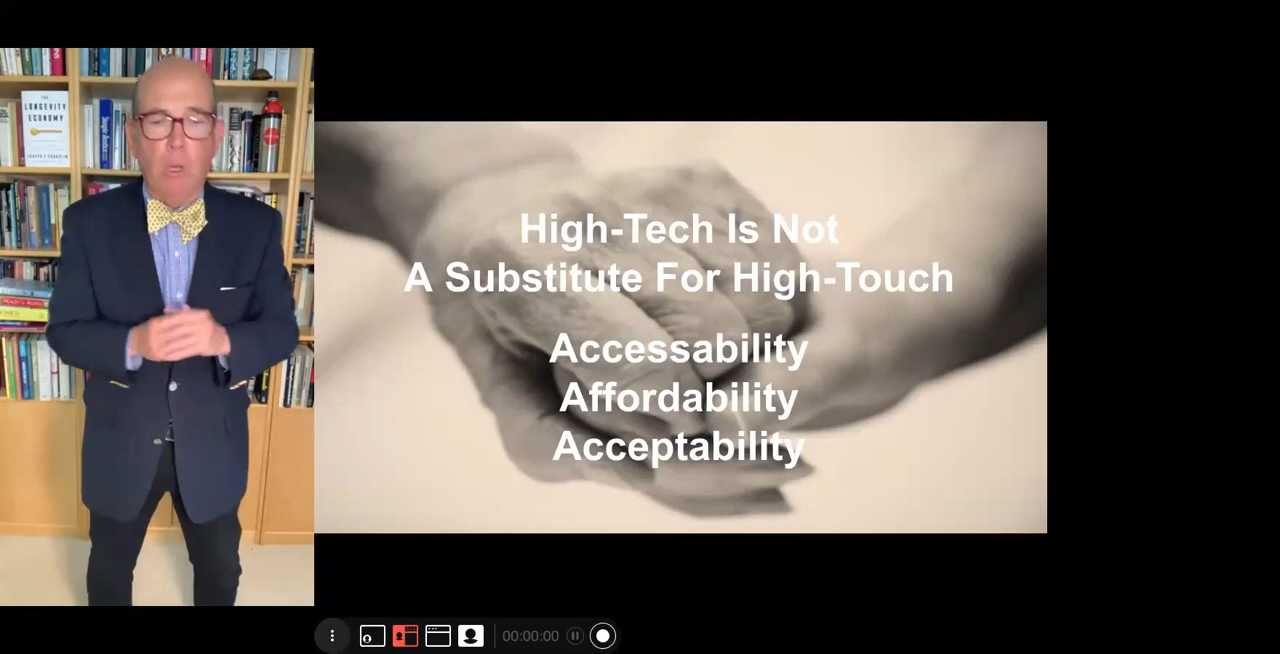 THE
LONGEVITY
ECONOMY
JOSEPH F. COUGHLIN
High-Tech Is Not
A Substitute For High-Touch
Accessability
Affordability
Acceptability
00:00:00